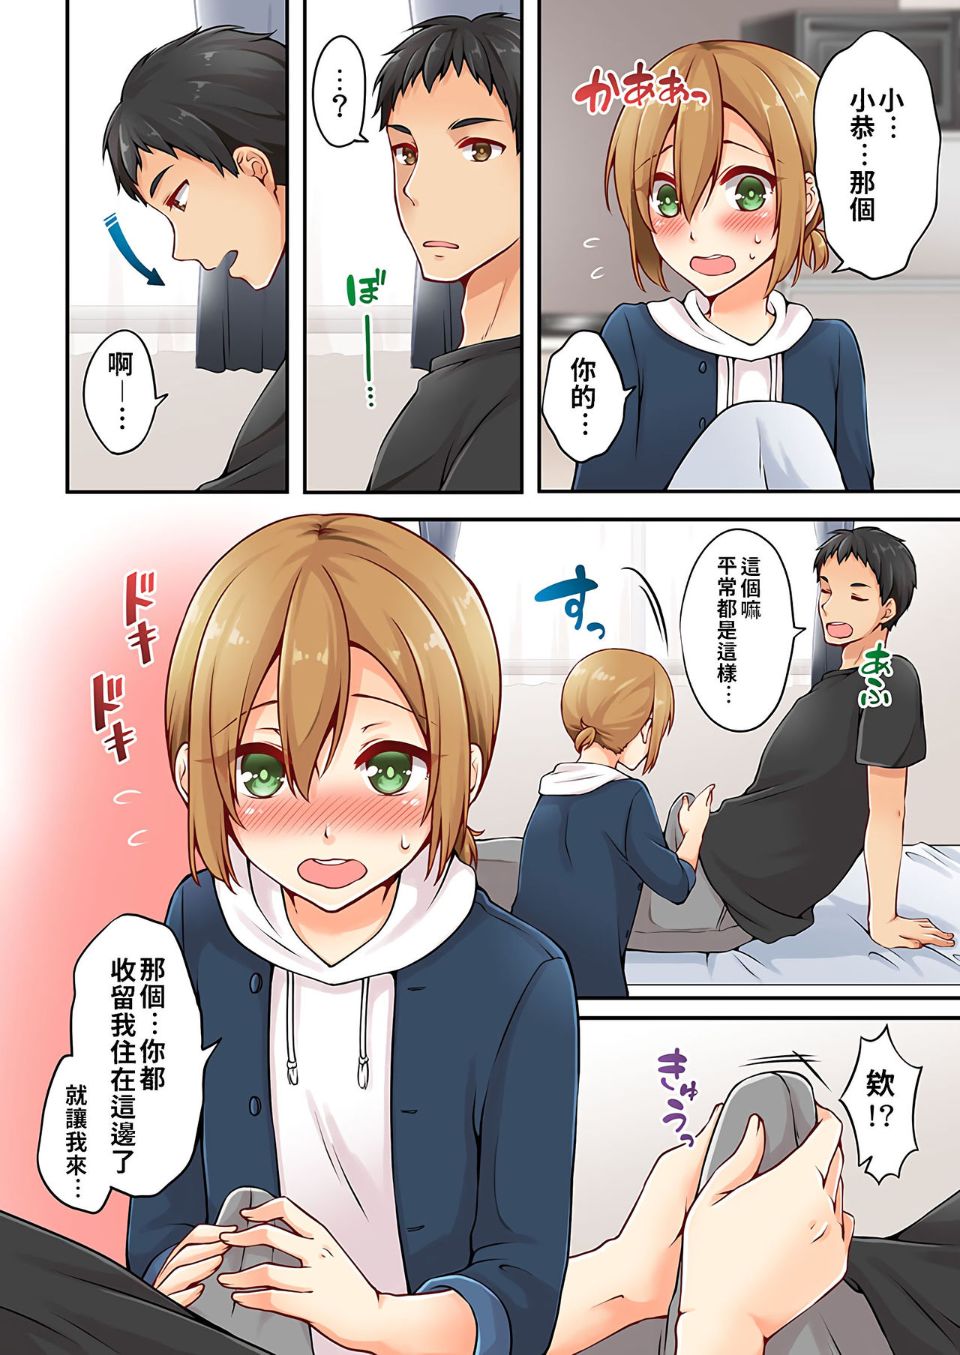 小…
小恭…那個
かああっ
你的…
…?
ぼーー…
啊—…
這個嘛
平常都是這樣…
あふ
すっ
ドキ
ドキ
那個…你都
收留我住在這邊了
就讓我來…
欸!?
きゅうっ